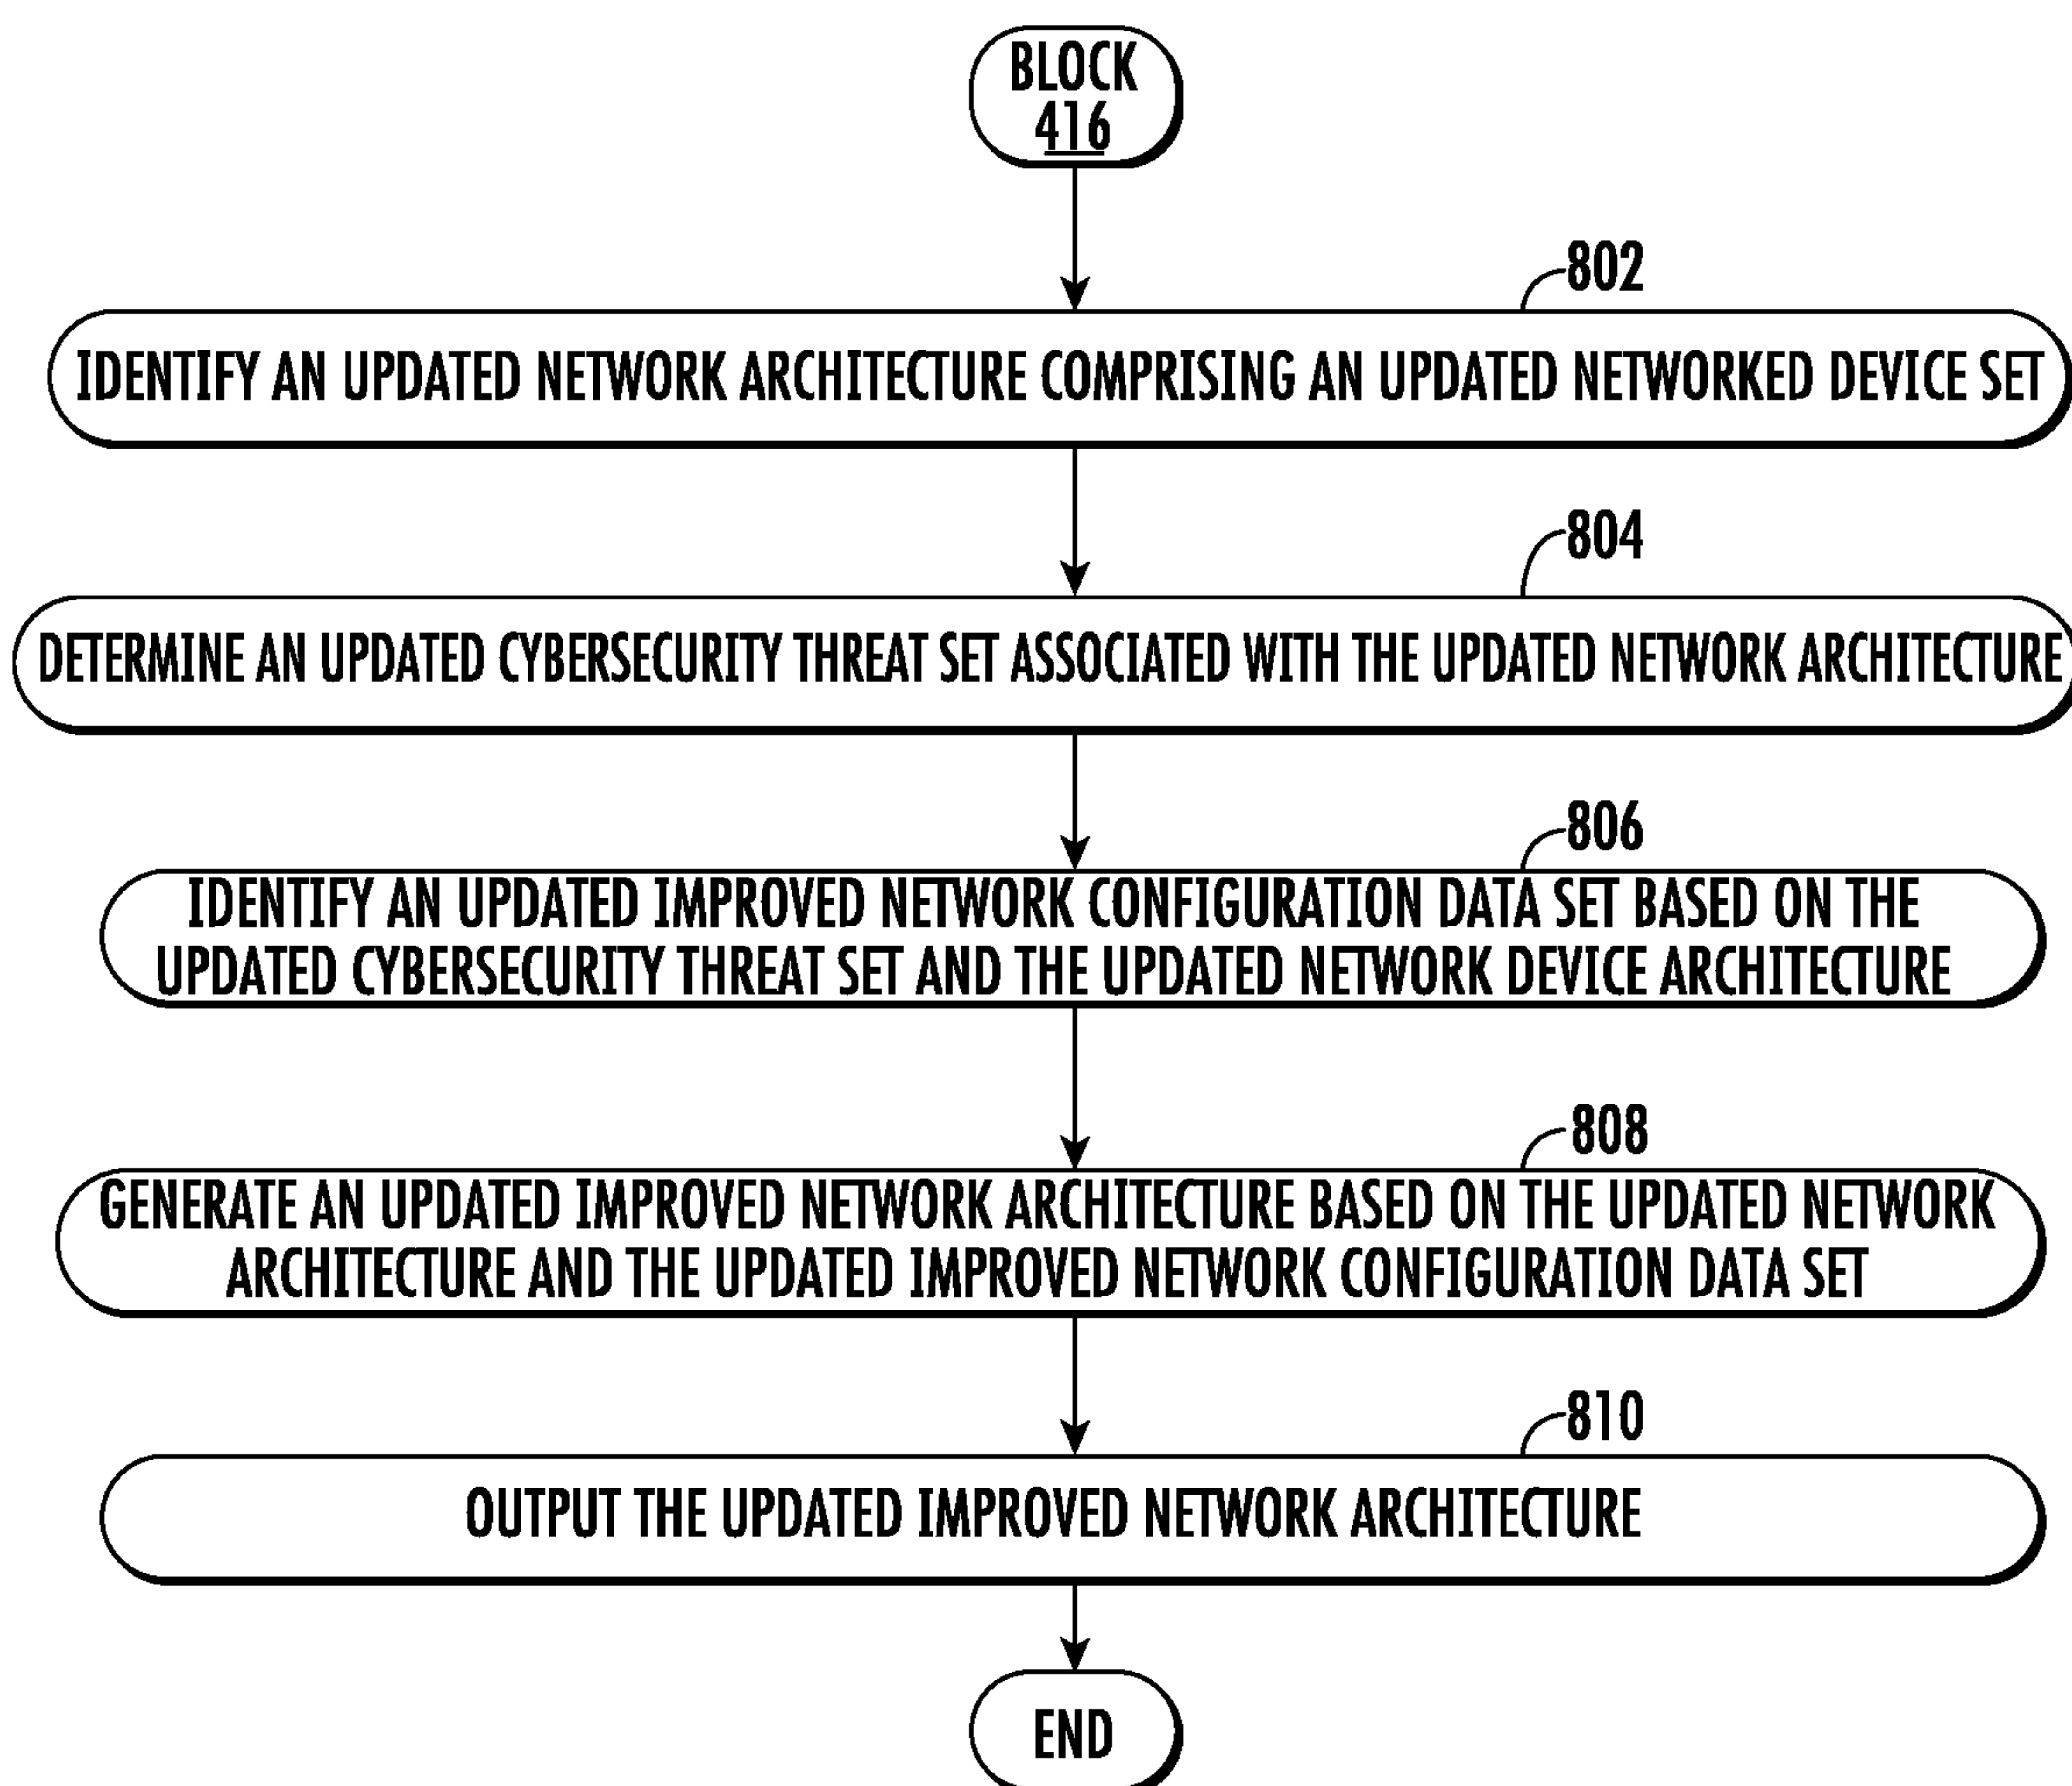 BLOCK
416
802
IDENTIFY AN UPDATED NETWORK ARCHITECTURE COMPRISING AN UPDATED NETWORKED DEVICE SET
804
DETERMINE AN UPDATED CYBERSECURITY THREAT SET ASSOCIATED WITH THE UPDATED NETWORK ARCHITECTURE
806
IDENTIFY AN UPDATED IMPROVED NETWORK CONFIGURATION DATA SET BASED ON THE
UPDATED CYBERSECURITY THREAT SET AND THE UPDATED NETWORK DEVICE ARCHITECTURE
808
GENERATE AN UPDATED IMPROVED NETWORK ARCHITECTURE BASED ON THE UPDATED NETWORK
ARCHITECTURE AND THE UPDATED IMPROVED NETWORK CONFIGURATION DATA SET
810
OUTPUT THE UPDATED IMPROVED NETWORK ARCHITECTURE
END